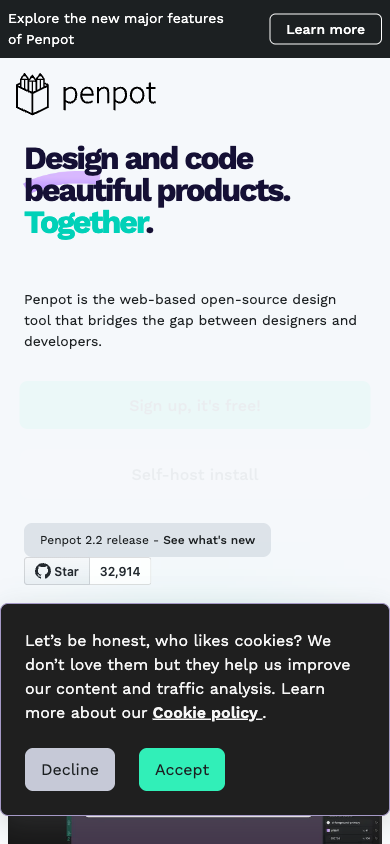 Explore the new major features
of Penpot
Learn more
penpot
Design and code
beautiful products.
Together.
Penpot is the web-based open-source design
tool that bridges the gap between designers and
developers.
Sign up, it's free!
Self-host install
Penpot 2.2 release - See what's new
Star
32,914
Let’s be honest, who likes cookies? We
don’t love them but they help us improve
our content and traffic analysis. Learn
more about our Cookie policy .
Decline
Accept